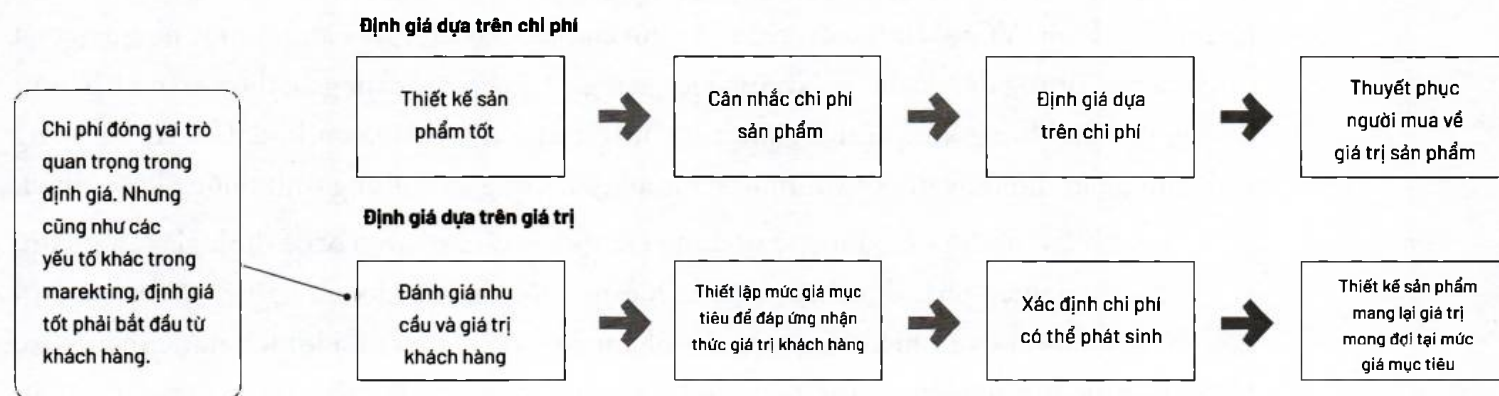 Định giá dựa trên chi phí
Thiết kế sản
phẩm tốt
Cân nhắc chi phí
sản phẩm
Định giá dựa
trên chi phí
Thuyết phục
người mua về
giá trị sản phẩm
Chi phí đóng vai trò
quan trọng trong
định giá. Nhưng
cũng như các
yếu tố khác trong
marekting, định giá
tốt phải bắt đầu từ
khách hàng.
Định giá dựa trên giá trị
Đánh giá nhu
cầu và giá trị
khách hàng
Thiết lập mức giá mục
tiêu để đáp ứng nhận
thức giá trị khách hàng
Xác định chi phí
có thể phát sinh
Thiết kế sản phẩm
mang lại giá trị
mong đợi tại mức
giá mục tiêu